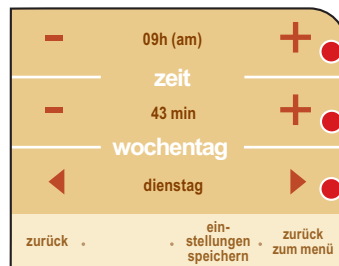 - 09h (am) +
zeit
- 43 min +
wochentag
dienstag
zurück
ein-
stellungen
speichern
zurück
zum menü